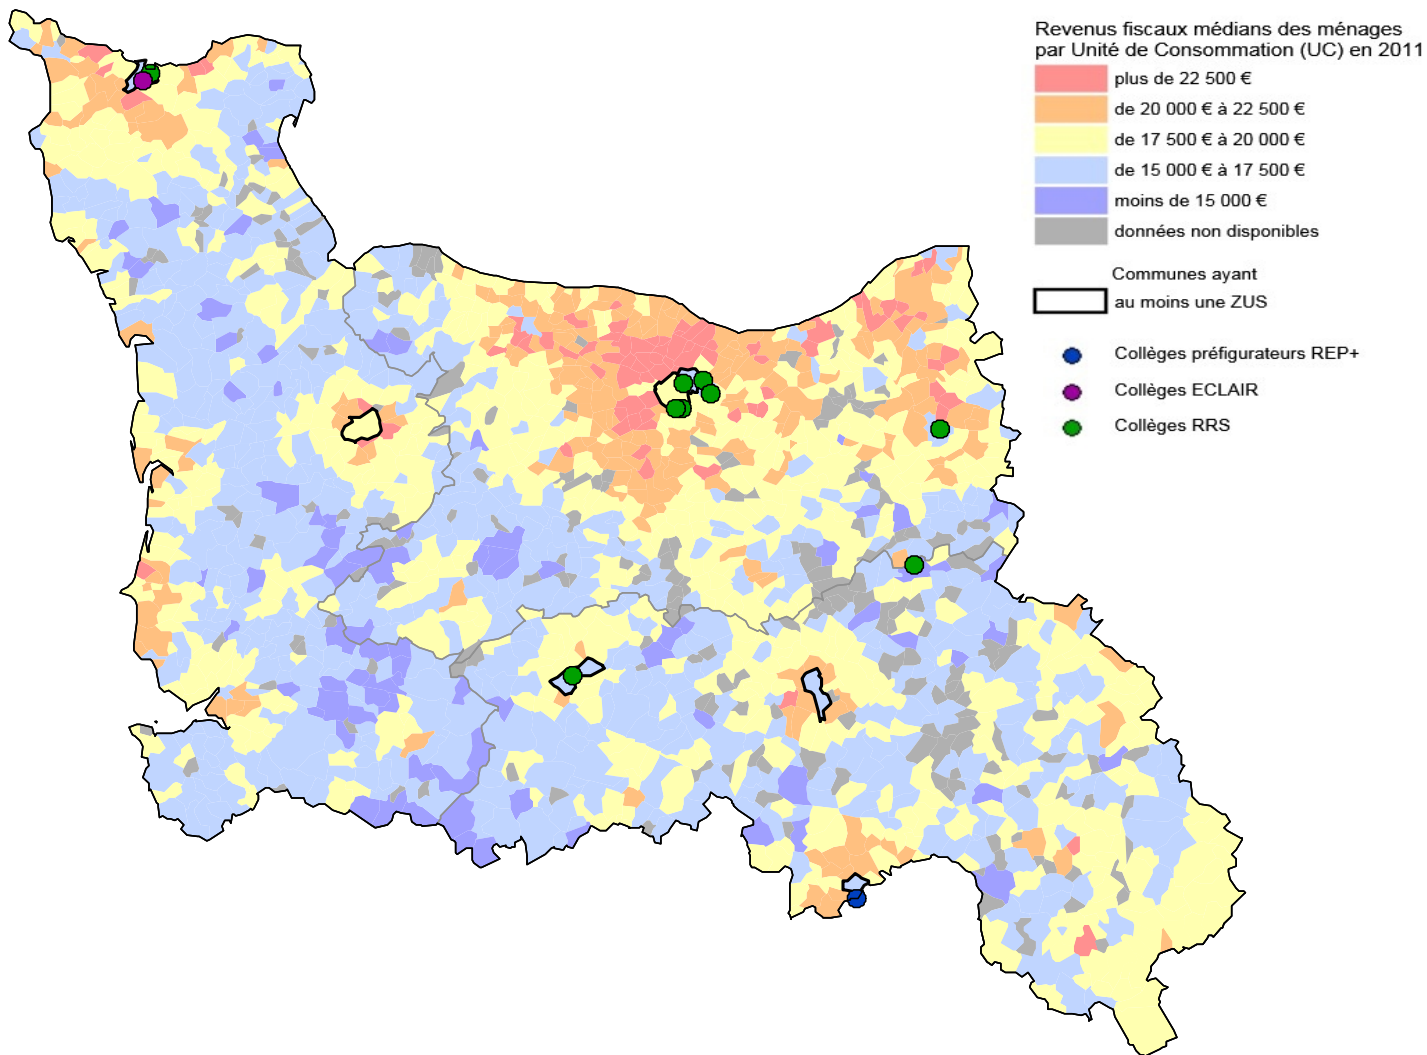 Revenus fiscaux médians des ménages
par Unité de Consommation (UC) en 2011
plus de 22 500 €
de 20 000 € à 22 500 €
de 17 500 € à 20 000 €
de 15 000 € à 17 500 €
moins de 15 000 €
données non disponibles
Communes ayant
au moins une ZUS
Collèges préfigurateurs REP+
Collèges ECLAIR
Collèges RRS